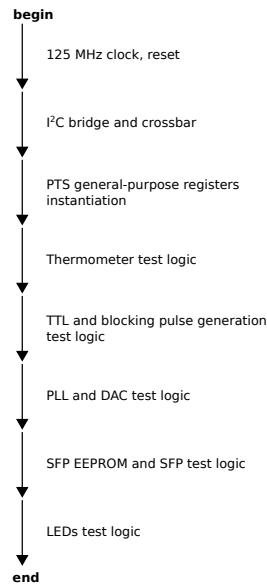 begin
125 MHz clock, reset
I²C bridge and crossbar
PTS general-purpose registers
instantiation
Thermometer test logic
TTL and blocking pulse generation
test logic
PLL and DAC test logic
SFP EEPROM and SFP test logic
LEDs test logic
end